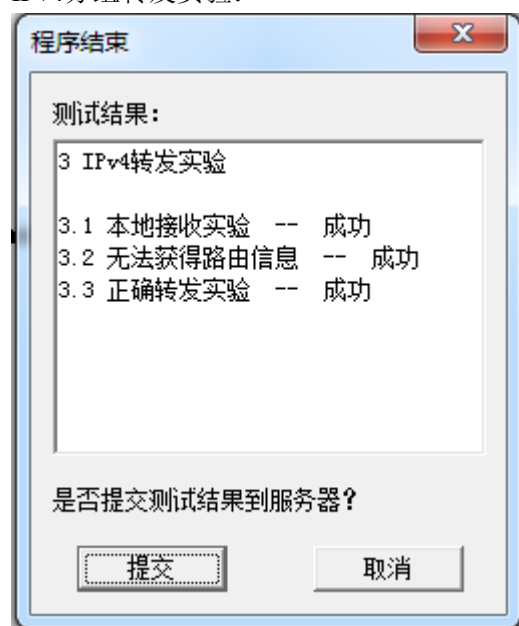 程序结束
测试结果：
3 IPv4转发实验
3.1 本地接收实验 -- 成功
3.2 无法获得路由信息 -- 成功
3.3 正确转发实验 -- 成功
是否提交测试结果到服务器？
提交 取消